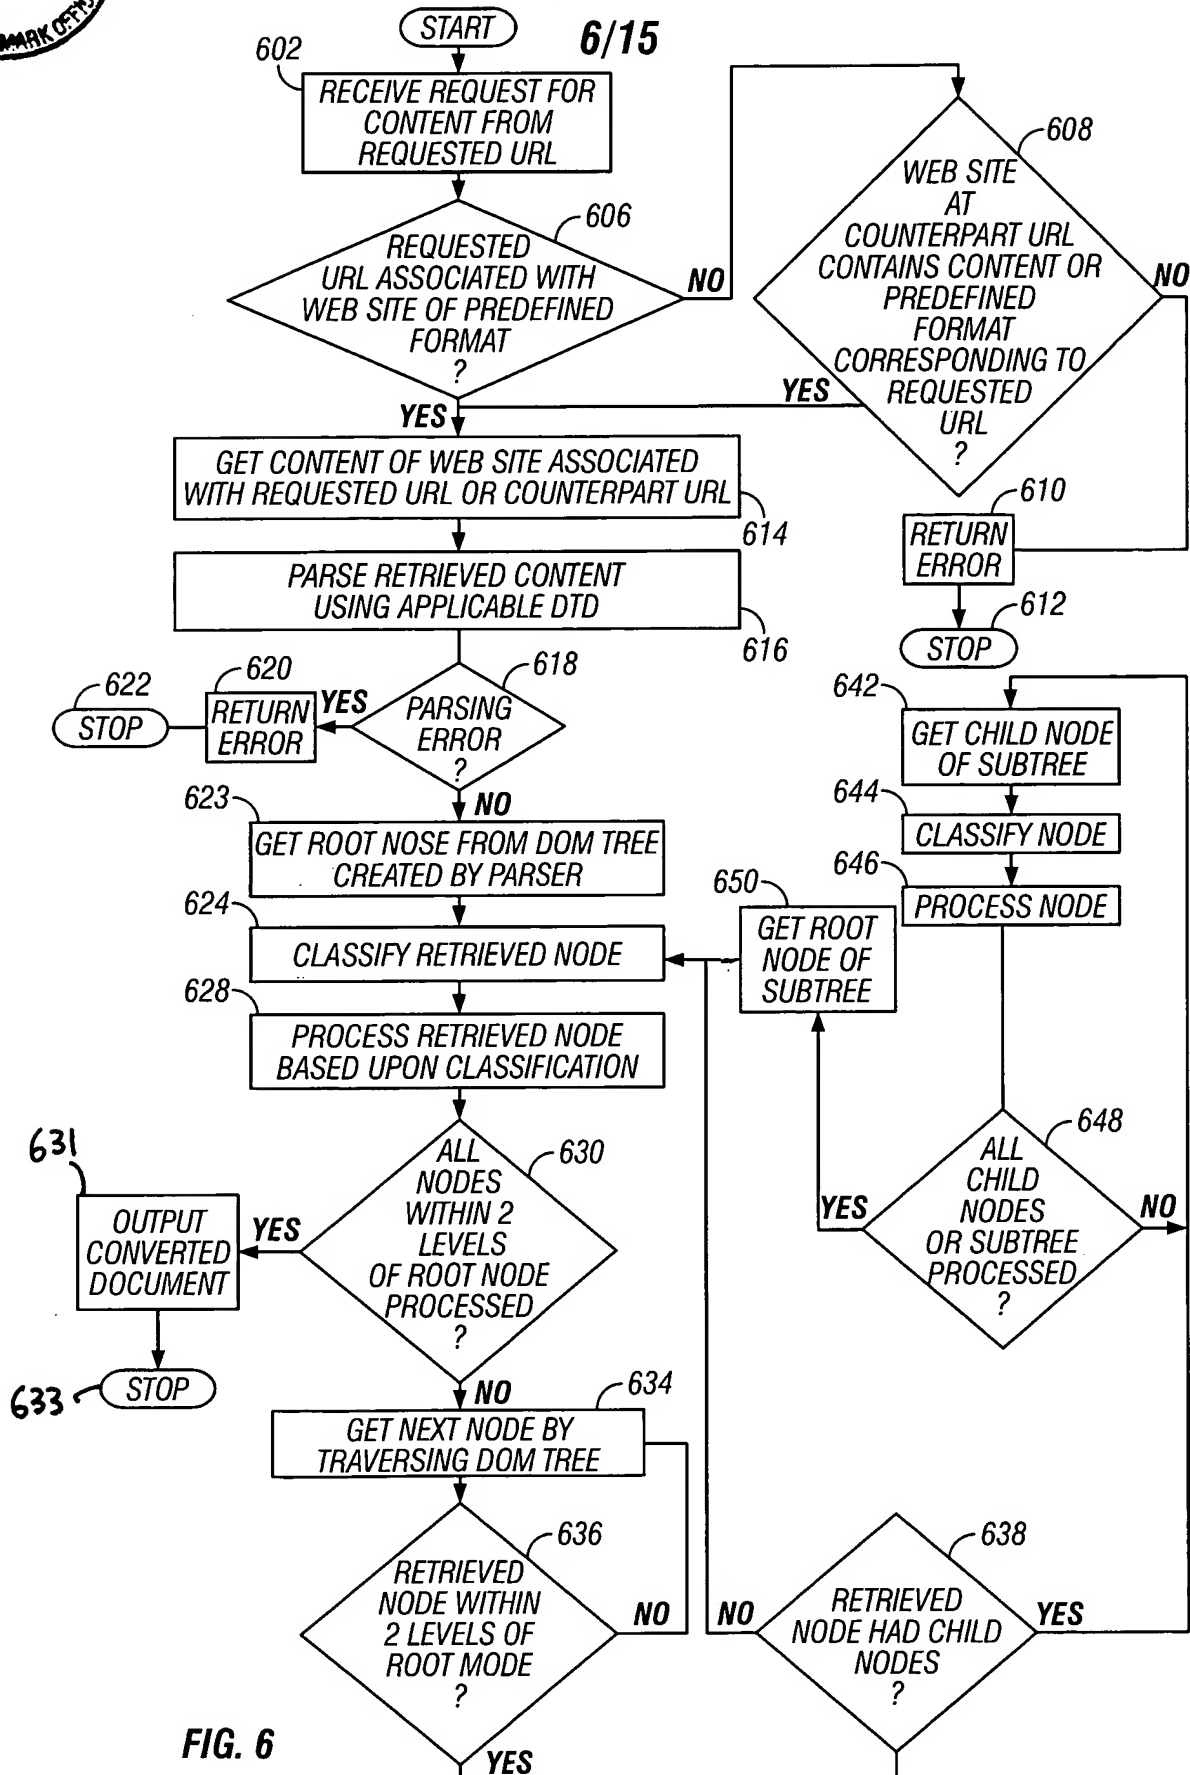 MARK OFFIC
START
6/15
602
RECEIVE REQUEST FOR
CONTENT FROM
REQUESTED URL
606
REQUESTED
URL ASSOCIATED WITH
WEB SITE OF PREDEFINED
FORMAT
?
NO
YES
608
WEB SITE
AT
COUNTERPART URL
CONTAINS CONTENT OR
PREDEFINED
FORMAT
CORRESPONDING TO
REQUESTED
URL
?
NO
YES
610
RETURN
ERROR
612
STOP
GET CONTENT OF WEB SITE ASSOCIATED
WITH REQUESTED URL OR COUNTERPART URL
614
PARSE RETRIEVED CONTENT
USING APPLICABLE DTD
616
618
PARSING
ERROR
?
YES
620
RETURN
ERROR
622
STOP
NO
623
GET ROOT NOSE FROM DOM TREE
CREATED BY PARSER
624
CLASSIFY RETRIEVED NODE
628
PROCESS RETRIEVED NODE
BASED UPON CLASSIFICATION
630
ALL
NODES
WITHIN 2
LEVELS
OF ROOT NODE
PROCESSED
?
YES
631
OUTPUT
CONVERTED
DOCUMENT
633
STOP
NO
634
GET NEXT NODE BY
TRAVERSING DOM TREE
636
RETRIEVED
NODE WITHIN
2 LEVELS OF
ROOT MODE
?
NO
YES
638
RETRIEVED
NODE HAD CHILD
NODES
?
NO
YES
642
GET CHILD NODE
OF SUBTREE
644
CLASSIFY NODE
646
PROCESS NODE
648
ALL
CHILD
NODES
OR SUBTREE
PROCESSED
?
YES
NO
650
GET ROOT
NODE OF
SUBTREE
FIG. 6